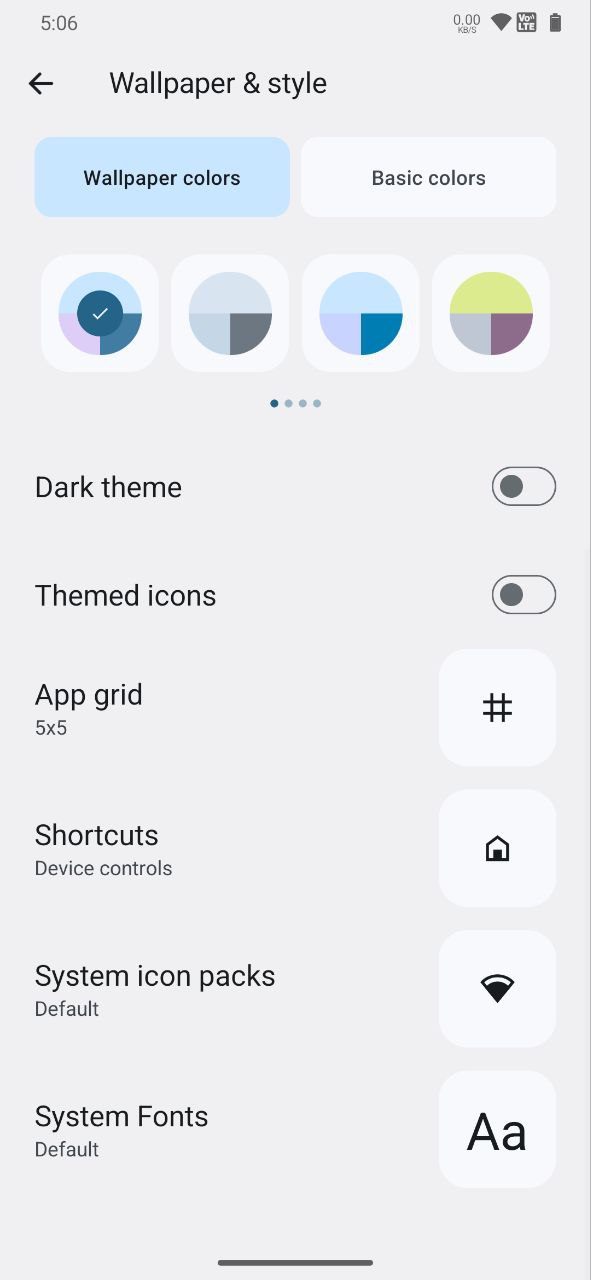 5:06
0.00
KB/S
Vo
LTE
Wallpaper & style
Wallpaper colors
Basic colors
Dark theme
Themed icons
App grid
5x5
Shortcuts
Device controls
System icon packs
Default
System Fonts
Default
Aa